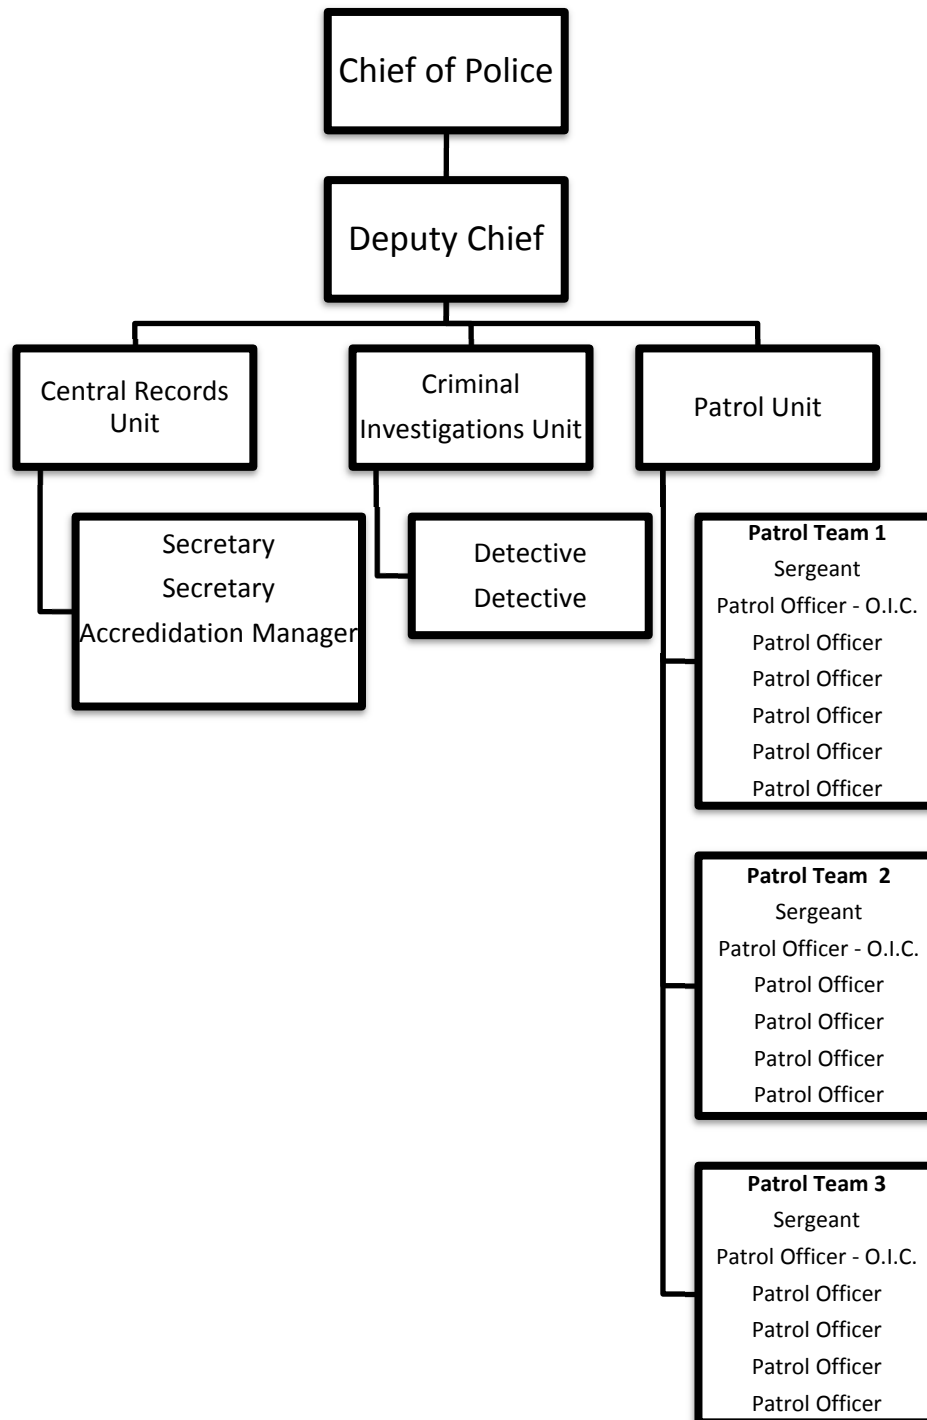 Chief of Police
Deputy Chief
Central Records
Unit
Criminal
Investigations Unit
Patrol Unit
Secretary
Secretary
Accredidation Manager
Detective
Detective
Patrol Team 1
Sergeant
Patrol Officer - O.I.C.
Patrol Officer
Patrol Officer
Patrol Officer
Patrol Officer
Patrol Officer
Patrol Team  2
Sergeant
Patrol Officer - O.I.C.
Patrol Officer
Patrol Officer
Patrol Officer
Patrol Officer
Patrol Team 3
Sergeant
Patrol Officer - O.I.C.
Patrol Officer
Patrol Officer
Patrol Officer
Patrol Officer